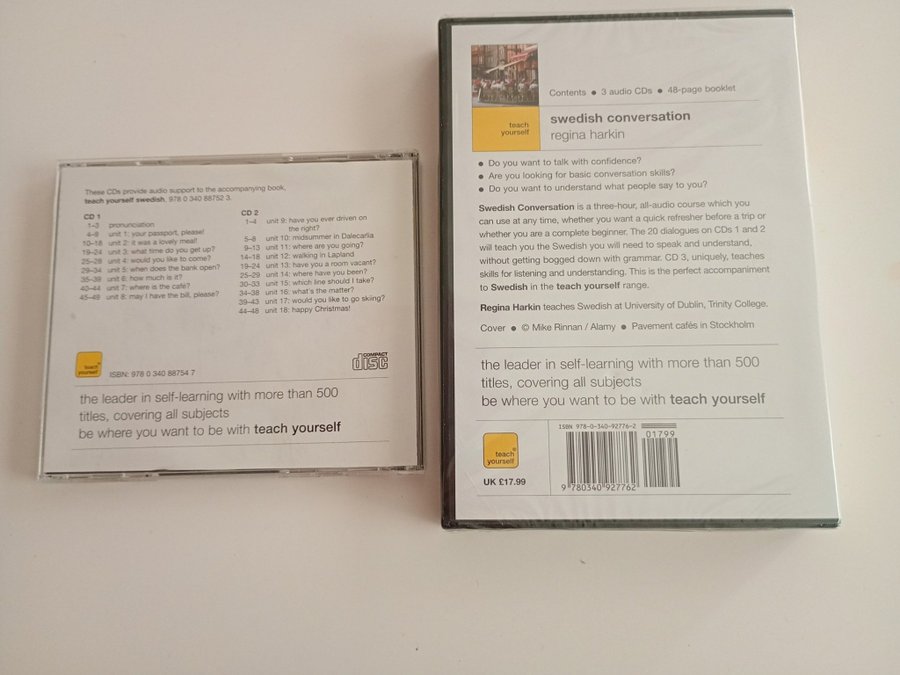 These CDs provide audio support to the accompanying book,
teach yourself swedish, 978 0 340 88752 3.
CD 1
1–3 pronunciation
4–9 unit 1: your passport, please!
10–18 unit 2: it was a lovely meal!
19–24 unit 3: what time do you get up?
25–28 unit 4: would you like to come?
29–34 unit 5: when does the bank open?
35–39 unit 6: how much is it?
40–44 unit 7: where is the café?
45–49 unit 8: may I have the bill, please?
CD 2
1–4 unit 9: have you ever driven on
the right?
5–8 unit 10: midsummer in Dalecarlia
9–13 unit 11: where are you going?
14–18 unit 12: walking in Lapland
19–24 unit 13: have you a room vacant?
25–29 unit 14: where have you been?
30–33 unit 15: which line should I take?
34–38 unit 16: what's the matter?
39–43 unit 17: would you like to go skiing?
44–48 unit 18: happy Christmas!
teach
yourself
ISBN: 978 0 340 88754 7
COMPACT
disc
the leader in self-learning with more than 500
titles, covering all subjects
be where you want to be with teach yourself
Contents ● 3 audio CDs ● 48-page booklet
teach
yourself
swedish conversation
regina harkin
● Do you want to talk with confidence?
● Are you looking for basic conversation skills?
● Do you want to understand what people say to you?
Swedish Conversation is a three-hour, all-audio course which you
can use at any time, whether you want a quick refresher before a trip or
whether you are a complete beginner. The 20 dialogues on CDs 1 and 2
will teach you the Swedish you will need to speak and understand,
without getting bogged down with grammar. CD 3, uniquely, teaches
skills for listening and understanding. This is the perfect accompaniment
to Swedish in the teach yourself range.
Regina Harkin teaches Swedish at University of Dublin, Trinity College.
Cover ● © Mike Rinnan / Alamy ● Pavement cafés in Stockholm
the leader in self-learning with more than 500
titles, covering all subjects
be where you want to be with teach yourself
teach
yourself
UK £17.99
ISBN 978-0-340-92776-2
01799
9 780340 927762